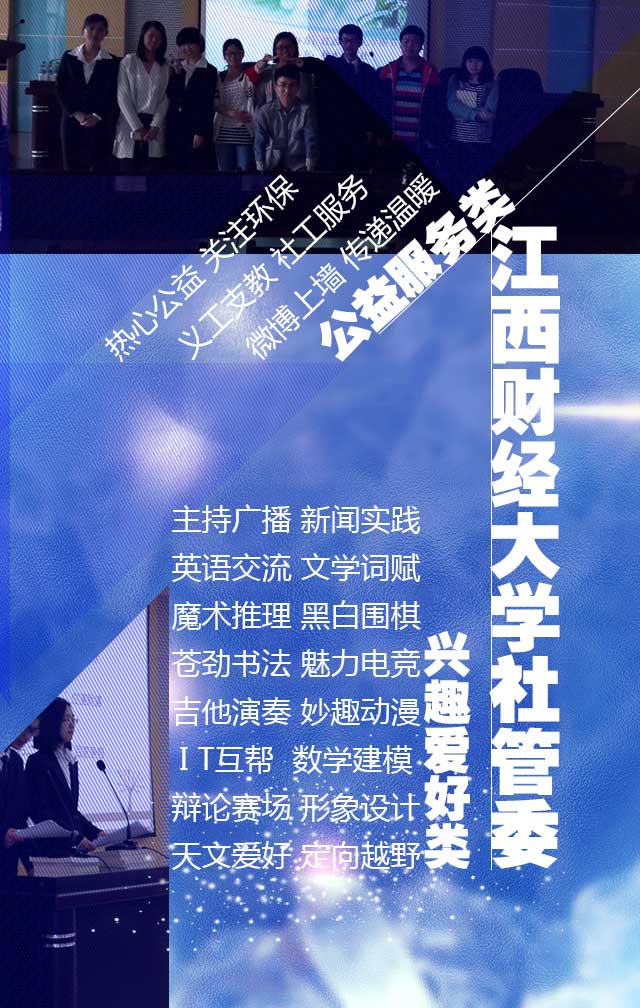 江西财经大学社管委
公益服务类
热心公益 关注环保
义工支教 社工服务
微博上墙 传递温暖
兴趣爱好类
主持广播 新闻实践
英语交流 文学词赋
魔术推理 黑白围棋
苍劲书法 魅力电竞
吉他演奏 妙趣动漫
IT互帮 数学建模
辩论赛场 形象设计
天文爱好 定向越野